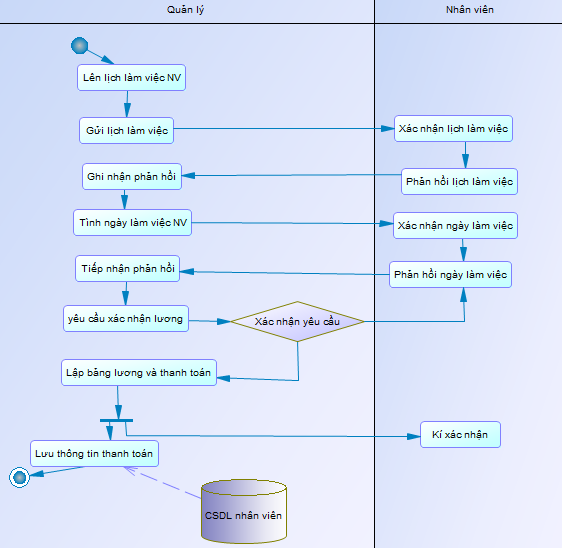 Quản lý
Nhân viên
Lên lịch làm việc NV
Gửi lịch làm việc
Xác nhận lịch làm việc
Ghi nhận phản hồi
Phản hồi lịch làm việc
Tình ngày làm việc NV
Xác nhận ngày làm việc
Tiếp nhận phản hồi
Phản hồi ngày làm việc
yêu cầu xác nhận lương
Xác nhận yêu cầu
Lập bảng lương và thanh toán
Kí xác nhận
Lưu thông tin thanh toán
CSDL nhân viên